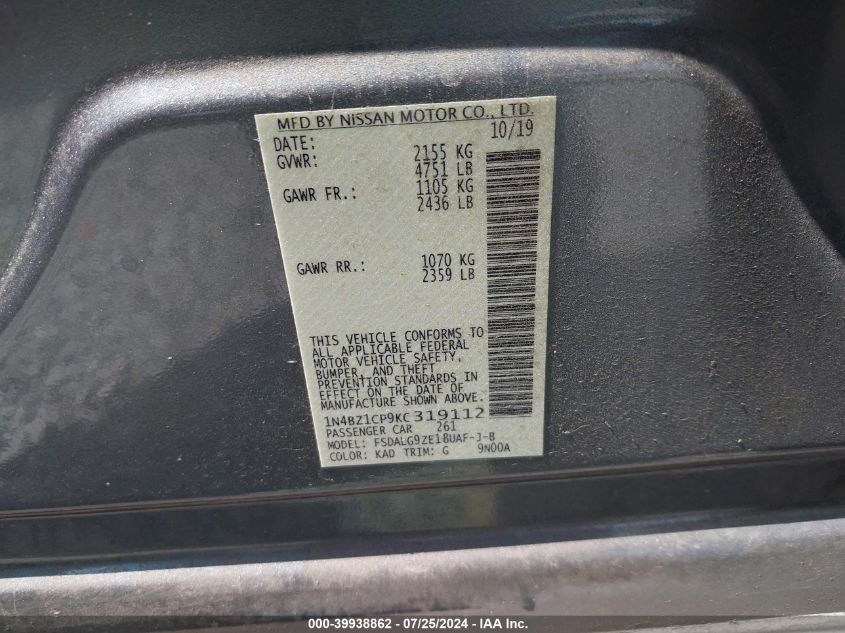 MFD BY NISSAN MOTOR CO., LTD.
DATE: 10/19
GVWR: 2155 KG
4751 LB
GAWR FR.: 1105 KG
2436 LB
GAWR RR.: 1070 KG
2359 LB
THIS VEHICLE CONFORMS TO
ALL APPLICABLE FEDERAL
MOTOR VEHICLE SAFETY,
BUMPER, AND THEFT
PREVENTION STANDARDS IN
EFFECT ON THE DATE OF
MANUFACTURE SHOWN ABOVE.
1N4BZ1CP9KC319112
PASSENGER CAR 261
MODEL: FSDALG9ZE18UAF-J-B
COLOR: KAD TRIM: G 9N00A
000-39938862 - 07/25/2024 - IAA Inc.